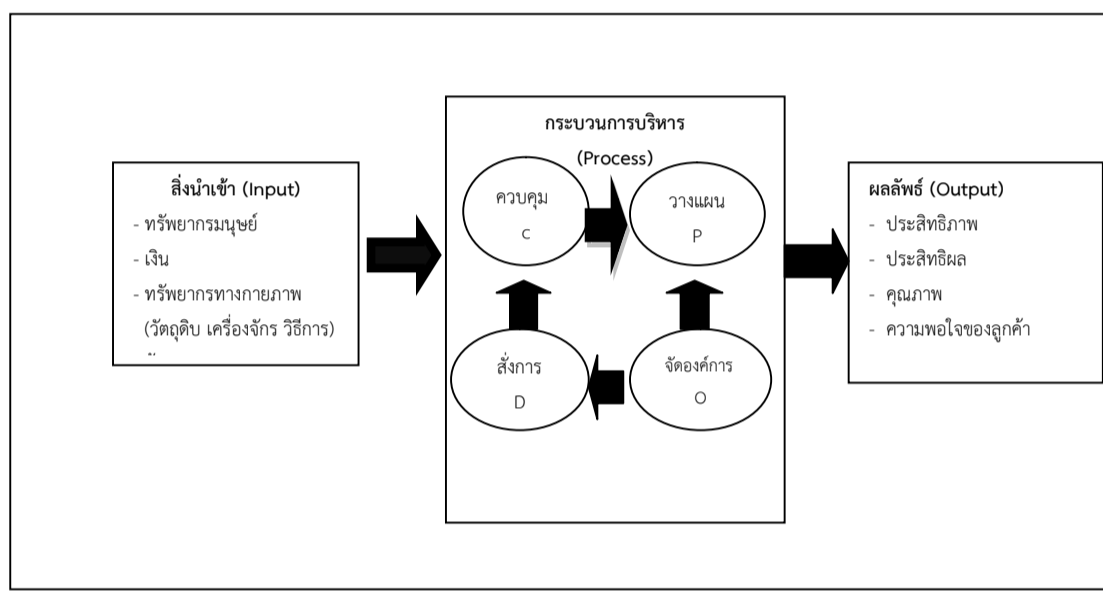 สิ่งนำเข้า (Input)
- ทรัพยากรมนุษย์
- เงิน
- ทรัพยากรทางกายภาพ
(วัตถุดิบ เครื่องจักร วิธีการ)
กระบวนการบริหาร
(Process)
ควบคุม
C
วางแผน
P
สั่งการ
D
จัดองค์การ
O
ผลลัพธ์ (Output)
- ประสิทธิภาพ
- ประสิทธิผล
- คุณภาพ
- ความพอใจของลูกค้า